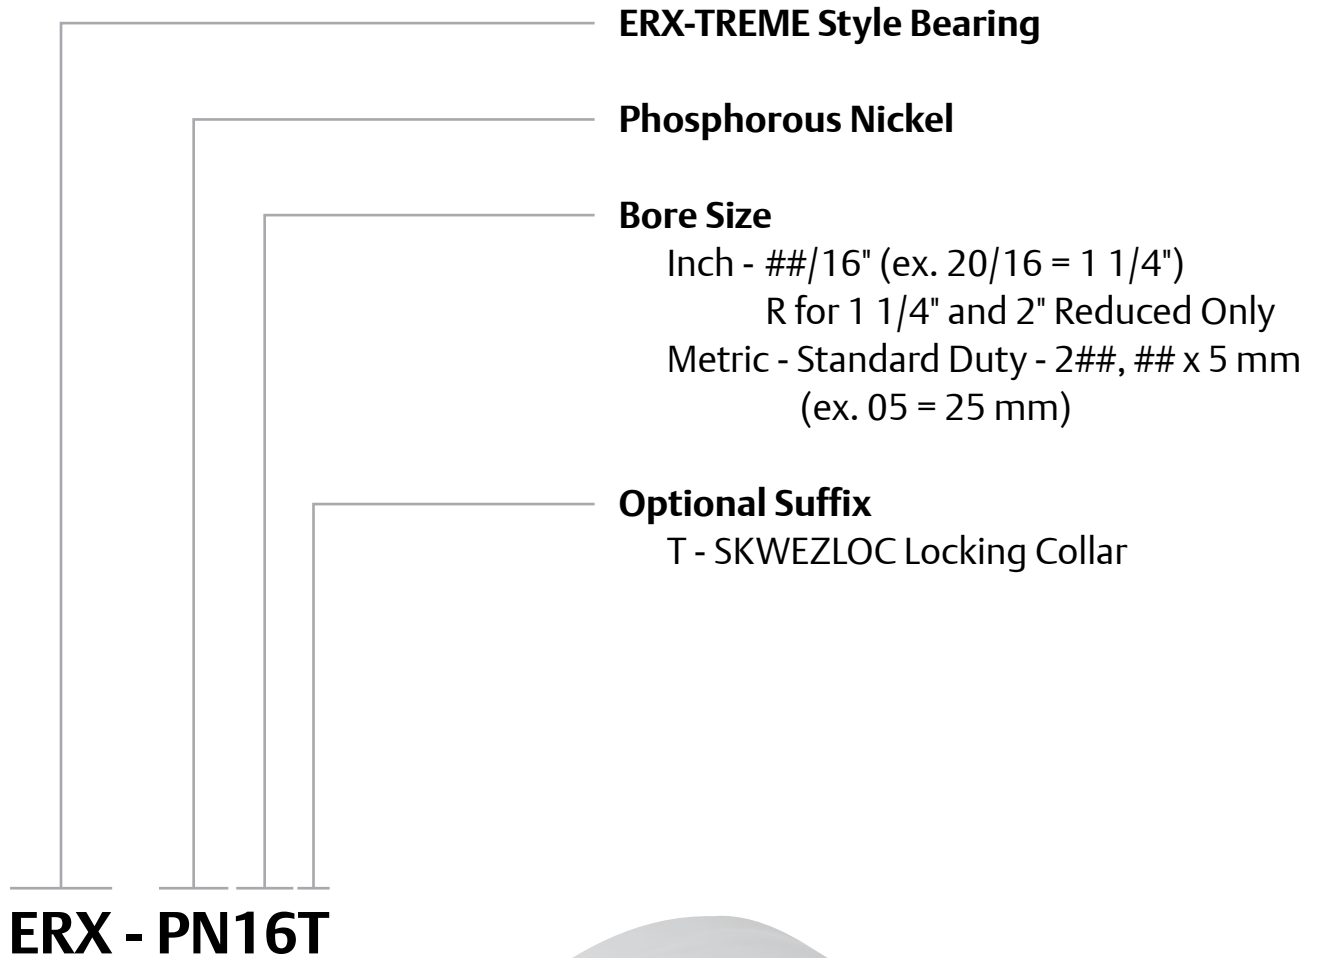 ERX-TREME Style Bearing
Phosphorous Nickel
Bore Size
Inch - ##/16" (ex. 20/16 = 1 1/4")
R for 1 1/4" and 2" Reduced Only
Metric - Standard Duty - 2##, ## x 5 mm
(ex. 05 = 25 mm)
Optional Suffix
T - SKWEZLOC Locking Collar
ERX - PN16T